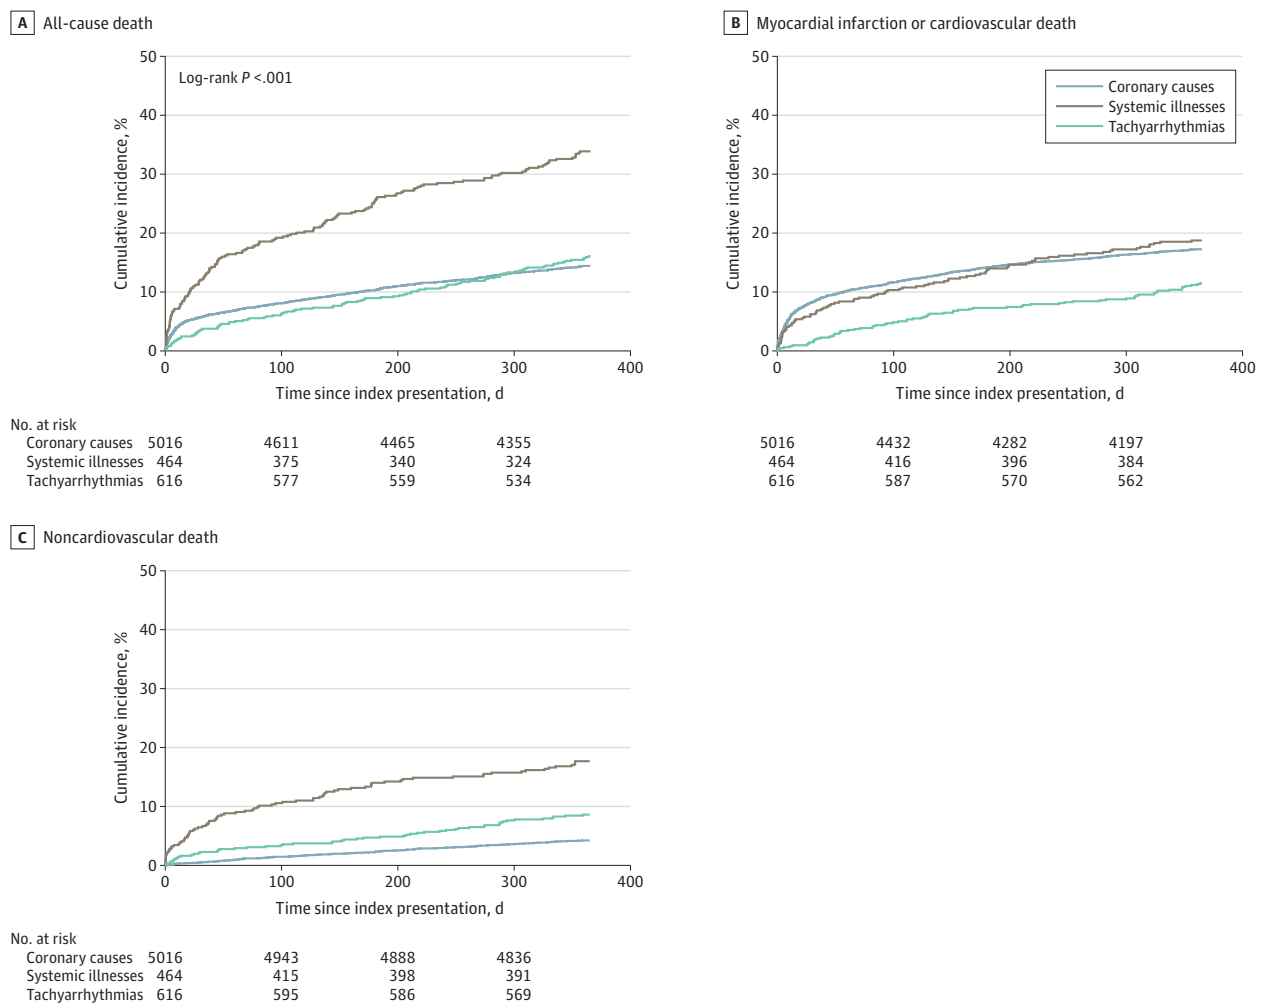 A All-cause death
50
40
30
20
10
0
Cumulative incidence, %
Log-rank P <.001
0 100 200 300 400
Time since index presentation, d
No. at risk
Coronary causes 5016 4611 4465 4355
Systemic illnesses 464 375 340 324
Tachyarrhythmias 616 577 559 534
B Myocardial infarction or cardiovascular death
50
40
30
20
10
0
Cumulative incidence, %
Coronary causes
Systemic illnesses
Tachyarrhythmias
0 100 200 300 400
Time since index presentation, d
5016 4432 4282 4197
464 416 396 384
616 587 570 562
C Noncardiovascular death
50
40
30
20
10
0
Cumulative incidence, %
0 100 200 300 400
Time since index presentation, d
No. at risk
Coronary causes 5016 4943 4888 4836
Systemic illnesses 464 415 398 391
Tachyarrhythmias 616 595 586 569